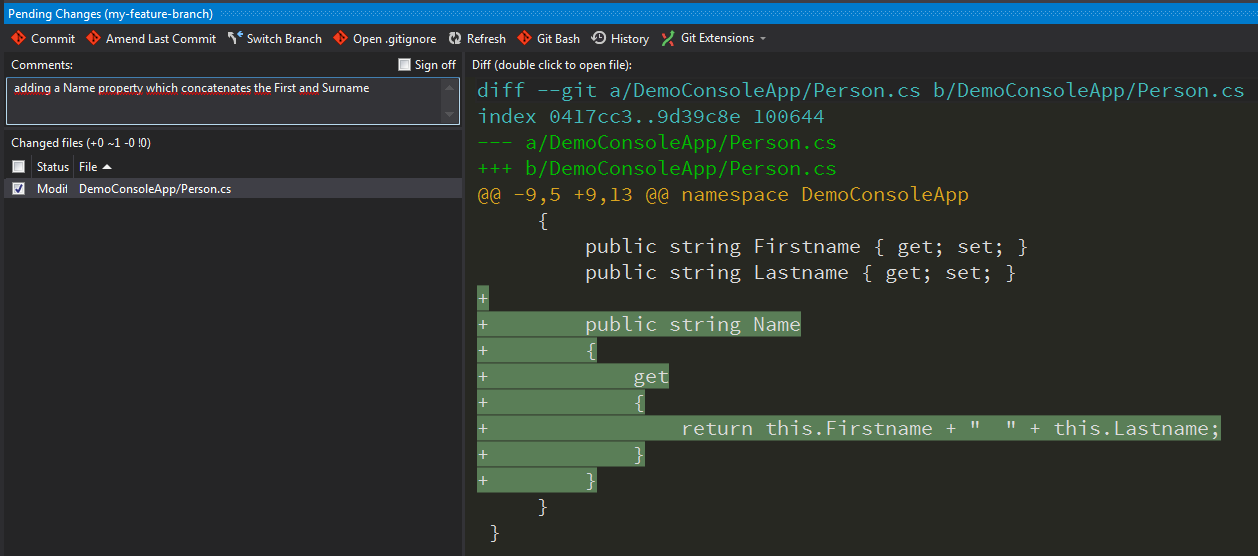 Pending Changes (my-feature-branch)
Commit Amend Last Commit Switch Branch Open .gitignore Refresh Git Bash History Git Extensions
Comments: Sign off
adding a Name property which concatenates the First and Surname
Changed files (+0 ~1 -0 !0)
Status File
Modif DemoConsoleApp/Person.cs
Diff (double click to open file):
diff --git a/DemoConsoleApp/Person.cs b/DemoConsoleApp/Person.cs
index 0417cc3..9d39c8e 100644
--- a/DemoConsoleApp/Person.cs
+++ b/DemoConsoleApp/Person.cs
@@ -9,5 +9,13 @@ namespace DemoConsoleApp
     {
         public string Firstname { get; set; }
         public string Lastname { get; set; }
+
+        public string Name
+        {
+            get
+            {
+                return this.Firstname + "  " + this.Lastname;
+            }
+        }
     }
 }